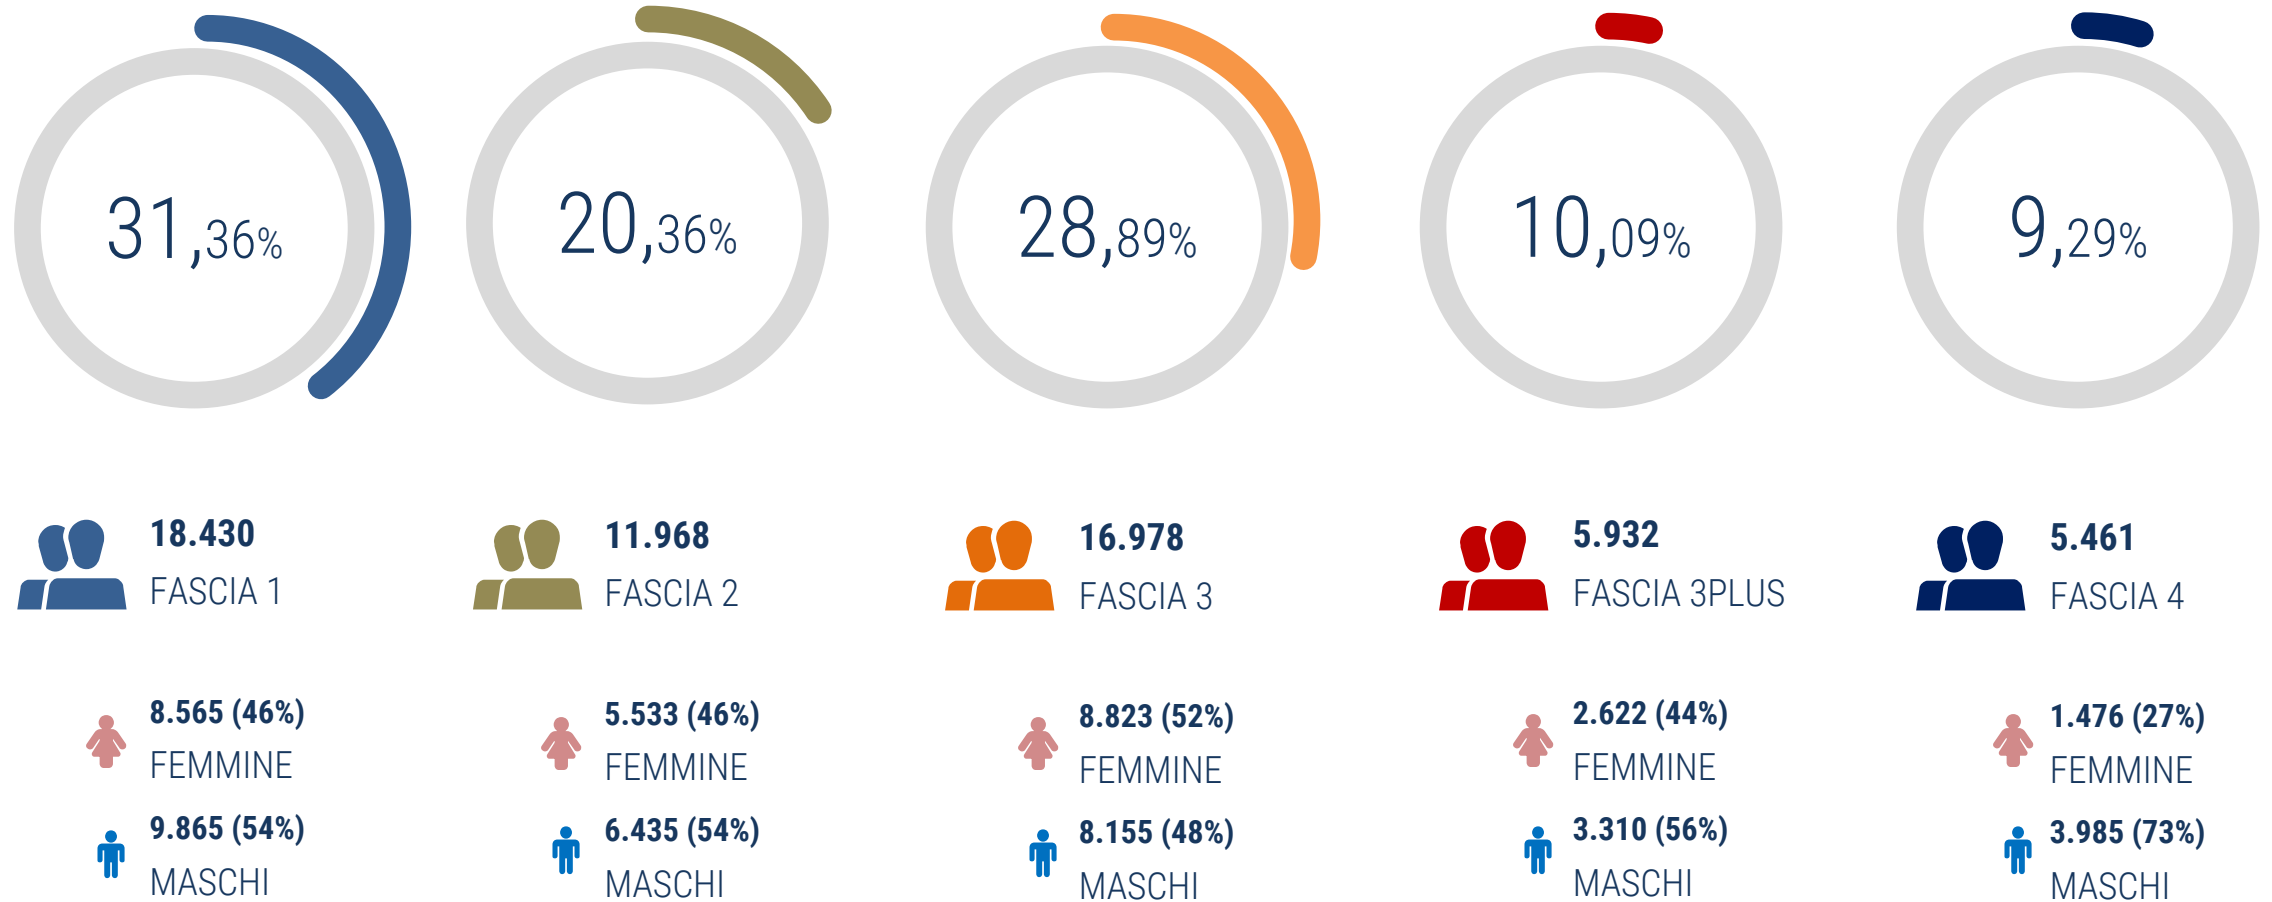 31,36%
20,36%
28,89%
10,09%
9,29%
18.430
FASCIA 1
11.968
FASCIA 2
16.978
FASCIA 3
5.932
FASCIA 3PLUS
5.461
FASCIA 4
8.565 (46%)
FEMMINE
9.865 (54%)
MASCHI
5.533 (46%)
FEMMINE
6.435 (54%)
MASCHI
8.823 (52%)
FEMMINE
8.155 (48%)
MASCHI
2.622 (44%)
FEMMINE
3.310 (56%)
MASCHI
1.476 (27%)
FEMMINE
3.985 (73%)
MASCHI